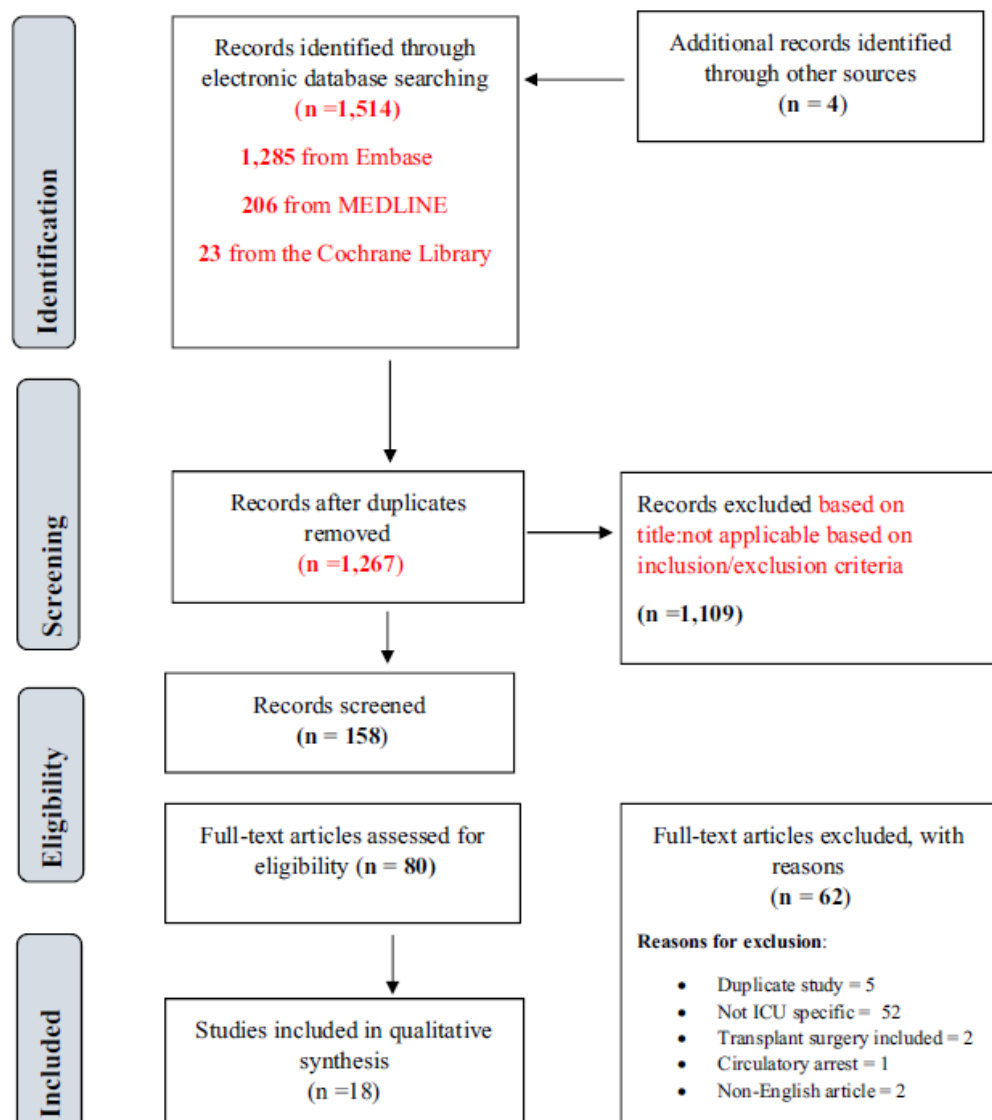 Identification
Records identified through
electronic database searching
(n =1,514)
1,285 from Embase
206 from MEDLINE
23 from the Cochrane Library
Additional records identified
through other sources
(n = 4)
Screening
Records after duplicates
removed
(n =1,267)
Records excluded based on
title:not applicable based on
inclusion/exclusion criteria
(n =1,109)
Eligibility
Records screened
(n = 158)
Full-text articles assessed for
eligibility (n = 80)
Full-text articles excluded, with
reasons
(n = 62)
Reasons for exclusion:
• Duplicate study = 5
• Not ICU specific = 52
• Transplant surgery included = 2
• Circulatory arrest = 1
• Non-English article = 2
Included
Studies included in qualitative
synthesis
(n =18)